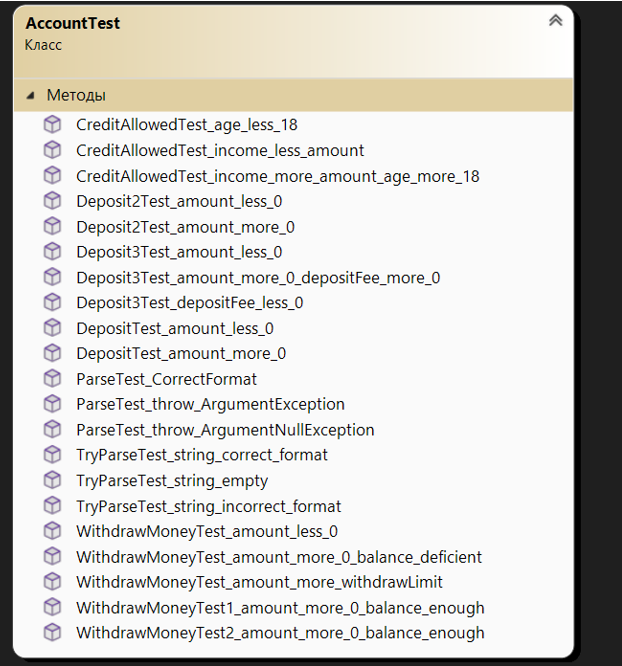 AccountTest
Класс
Методы
CreditAllowedTest_age_less_18
CreditAllowedTest_income_less_amount
CreditAllowedTest_income_more_amount_age_more_18
Deposit2Test_amount_less_0
Deposit2Test_amount_more_0
Deposit3Test_amount_less_0
Deposit3Test_amount_more_0_depositFee_more_0
Deposit3Test_depositFee_less_0
DepositTest_amount_less_0
DepositTest_amount_more_0
ParseTest_CorrectFormat
ParseTest_throw_ArgumentException
ParseTest_throw_ArgumentNullException
TryParseTest_string_correct_format
TryParseTest_string_empty
TryParseTest_string_incorrect_format
WithdrawMoneyTest_amount_less_0
WithdrawMoneyTest_amount_more_0_balance_deficient
WithdrawMoneyTest_amount_more_withdrawLimit
WithdrawMoneyTest1_amount_more_0_balance_enough
WithdrawMoneyTest2_amount_more_0_balance_enough